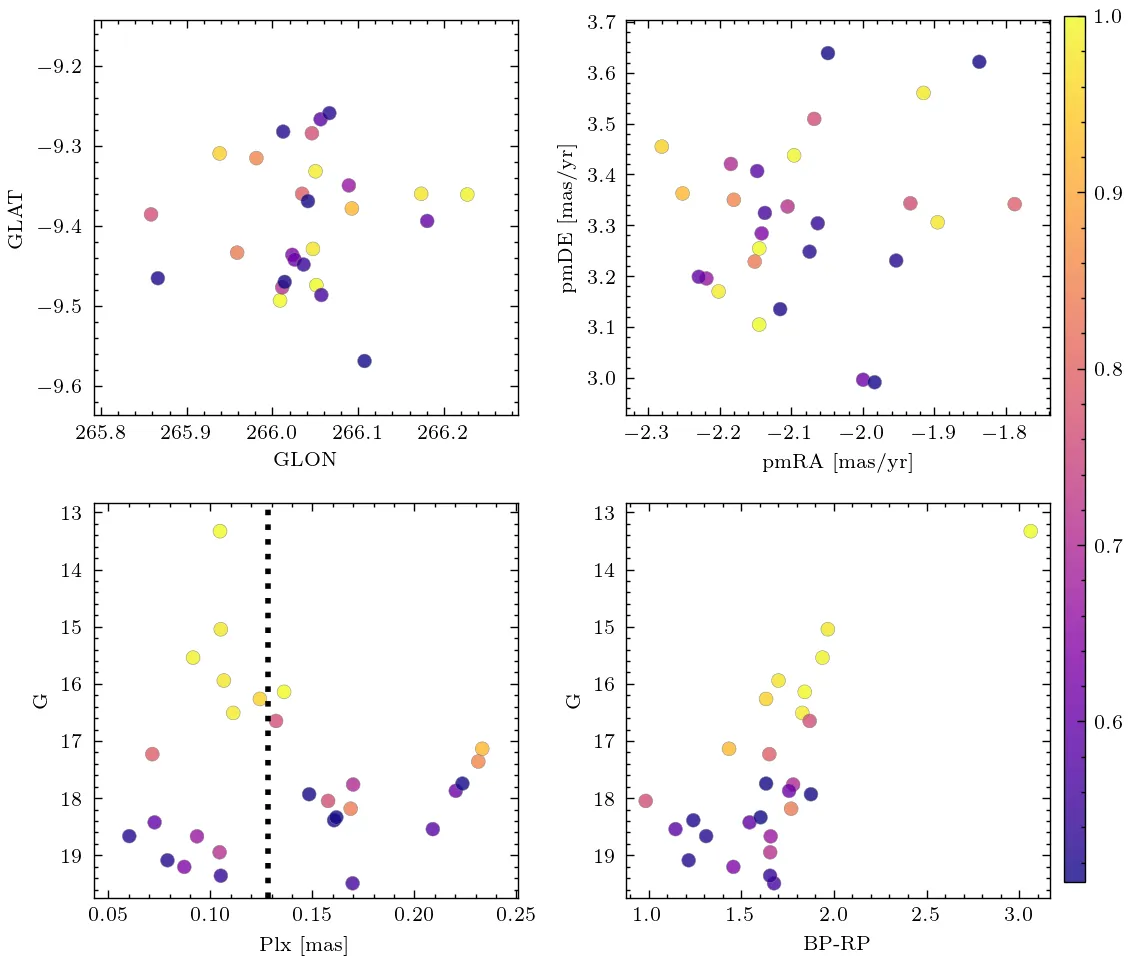 −9.2
−9.3
−9.4
−9.5
−9.6
GLAT
265.8 265.9 266.0 266.1 266.2
GLON
3.7
3.6
3.5
3.4
3.3
3.2
3.1
3.0
pmDE [mas/yr]
−2.3 −2.2 −2.1 −2.0 −1.9 −1.8
pmRA [mas/yr]
1.0
0.9
0.8
0.7
0.6
13
14
15
16
17
18
19
G
0.05 0.10 0.15 0.20 0.25
Plx [mas]
13
14
15
16
17
18
19
G
1.0 1.5 2.0 2.5 3.0
BP-RP